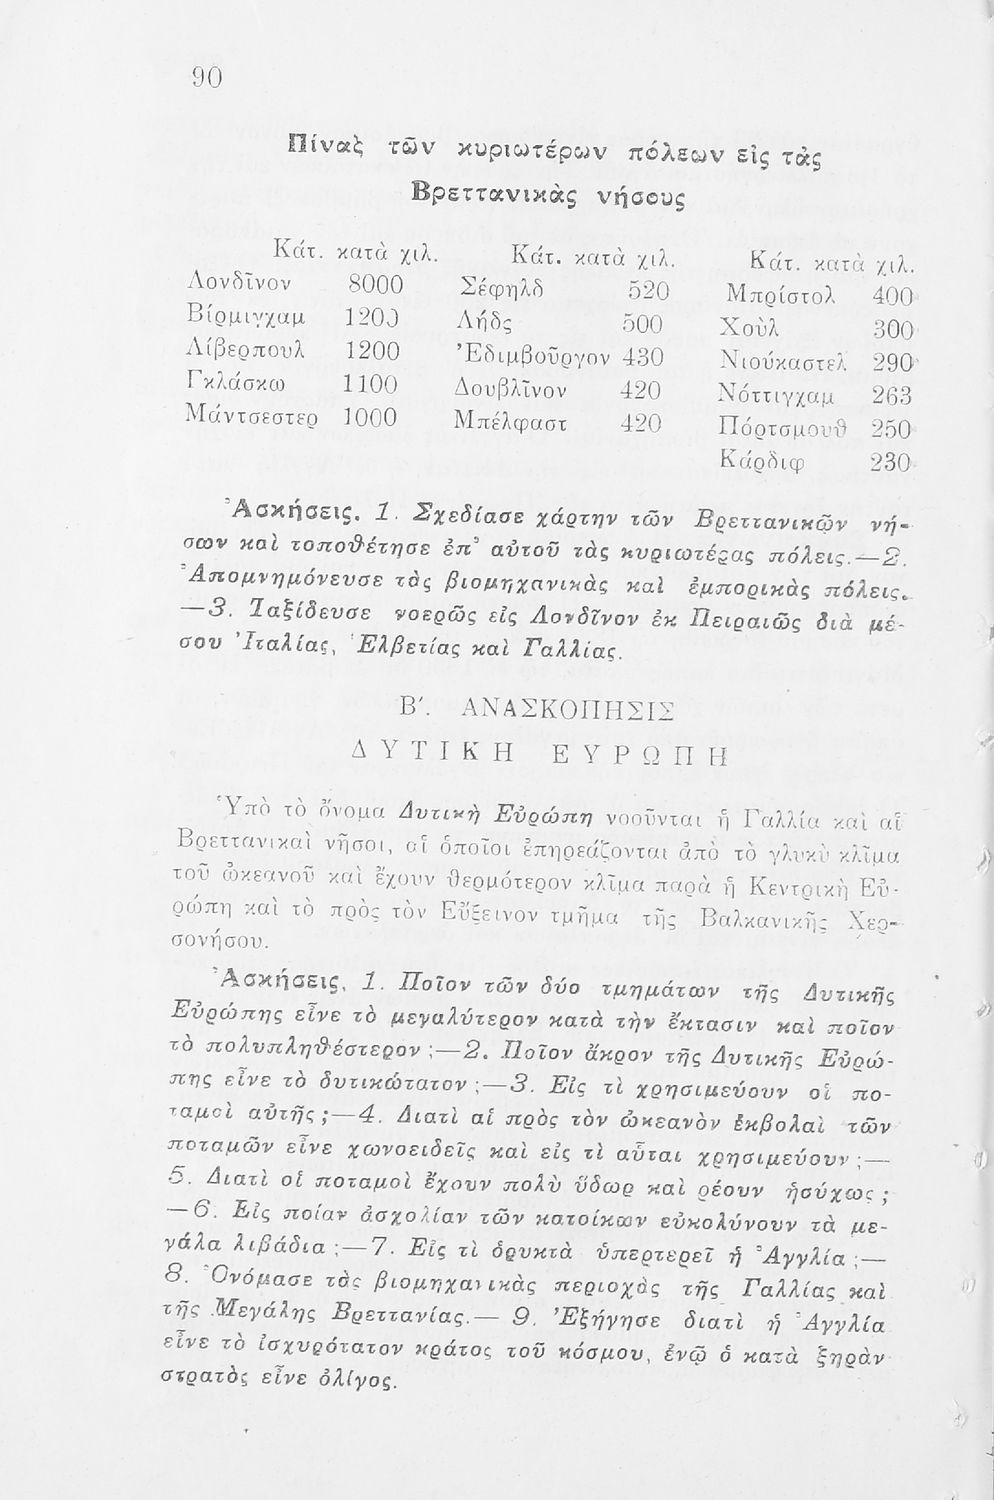 90
Πίναξ τῶν κυριωτέρων πόλεων εἰς τὰς
Βρεττανικὰς νήσους
Κάτ. κατὰ χιλ. Κάτ. κατὰ χιλ. Κάτ. κατὰ χιλ.
Λονδῖνον 8000 Σέφηλδ 520 Μπρίστολ 400
Βίρμιγχαμ 1200 Λήδς 500 Χοὺλ 300
Λίβερπουλ 1200 Ἐδιμβοῦργον 430 Νιούκαστελ 290
Γκλάσκω 1100 Δουβλῖνον 420 Νόττιγχαμ 263
Μάντσεστερ 1000 Μπέλφαστ 420 Πόρτσμουθ 250
Κάρδιφ 230
Ἀσκήσεις. 1. Σχεδίασε χάρτην τῶν Βρεττανικῶν νή-
σων καὶ τοποθέτησε ἐπ' αὐτοῦ τὰς κυριωτέρας πόλεις.—2.
Ἀπομνημόνευσε τὰς βιομηχανικὰς καὶ ἐμπορικὰς πόλεις.
—3. Ταξίδευσε νοερῶς εἰς Λονδῖνον ἐκ Πειραιῶς διὰ μέ-
σου Ἰταλίας, Ἑλβετίας καὶ Γαλλίας.
Β'. ΑΝΑΣΚΟΠΗΣΙΣ
ΔΥΤΙΚΗ ΕΥΡΩΠΗ
Ὑπὸ τὸ ὄνομα Δυτικὴ Εὐρώπη νοοῦνται ἡ Γαλλία καὶ αἱ
Βρεττανικαὶ νῆσοι, αἱ ὁποῖοι ἐπηρεάζονται ἀπὸ τὸ γλυκὺ κλῖμα
τοῦ ὠκεανοῦ καὶ ἔχουν θερμότερον κλῖμα παρὰ ἡ Κεντρικὴ Εὐ-
ρώπη καὶ τὸ πρὸς τὸν Εὔξεινον τμῆμα τῆς Βαλκανικῆς Χερ-
σονήσου.
Ἀσκήσεις, 1. Ποῖον τῶν δύο τμημάτων τῆς Δυτικῆς
Εὐρώπης εἶνε τὸ μεγαλύτερον κατὰ τὴν ἔκτασιν καὶ ποῖον
τὸ πολυπληθέστερον ;—2. Ποῖον ἄκρον τῆς Δυτικῆς Εὐρώ-
πης εἶνε τὸ δυτικώτατον ;—3. Εἰς τὶ χρησιμεύουν οἱ πο-
ταμοὶ αὐτῆς ;—4. Διατὶ αἱ πρὸς τὸν ὠκεανὸν ἐκβολαὶ τῶν
ποταμῶν εἶνε χωνοειδεῖς καὶ εἰς τὶ αὗται χρησιμεύουν ;—
5. Διατὶ οἱ ποταμοὶ ἔχουν πολὺ ὕδωρ καὶ ρέουν ἡσύχως ;
—6. Εἰς ποίαν ἀσχολίαν τῶν κατοίκων εὐκολύνουν τὰ με-
γάλα λιβάδια ;—7. Εἰς τὶ ὀρυκτὰ ὑπερτερεῖ ἡ Ἀγγλία ;—
8. Ὀνόμασε τὰς βιομηχανικὰς περιοχὰς τῆς Γαλλίας καὶ
τῆς Μεγάλης Βρεττανίας.— 9. Ἐξήγησε διατὶ ἡ Ἀγγλία
εἶνε τὸ ἰσχυρότατον κράτος τοῦ κόσμου, ἐνῷ ὁ κατὰ ξηρὰν
στρατὸς εἶνε ὀλίγος.